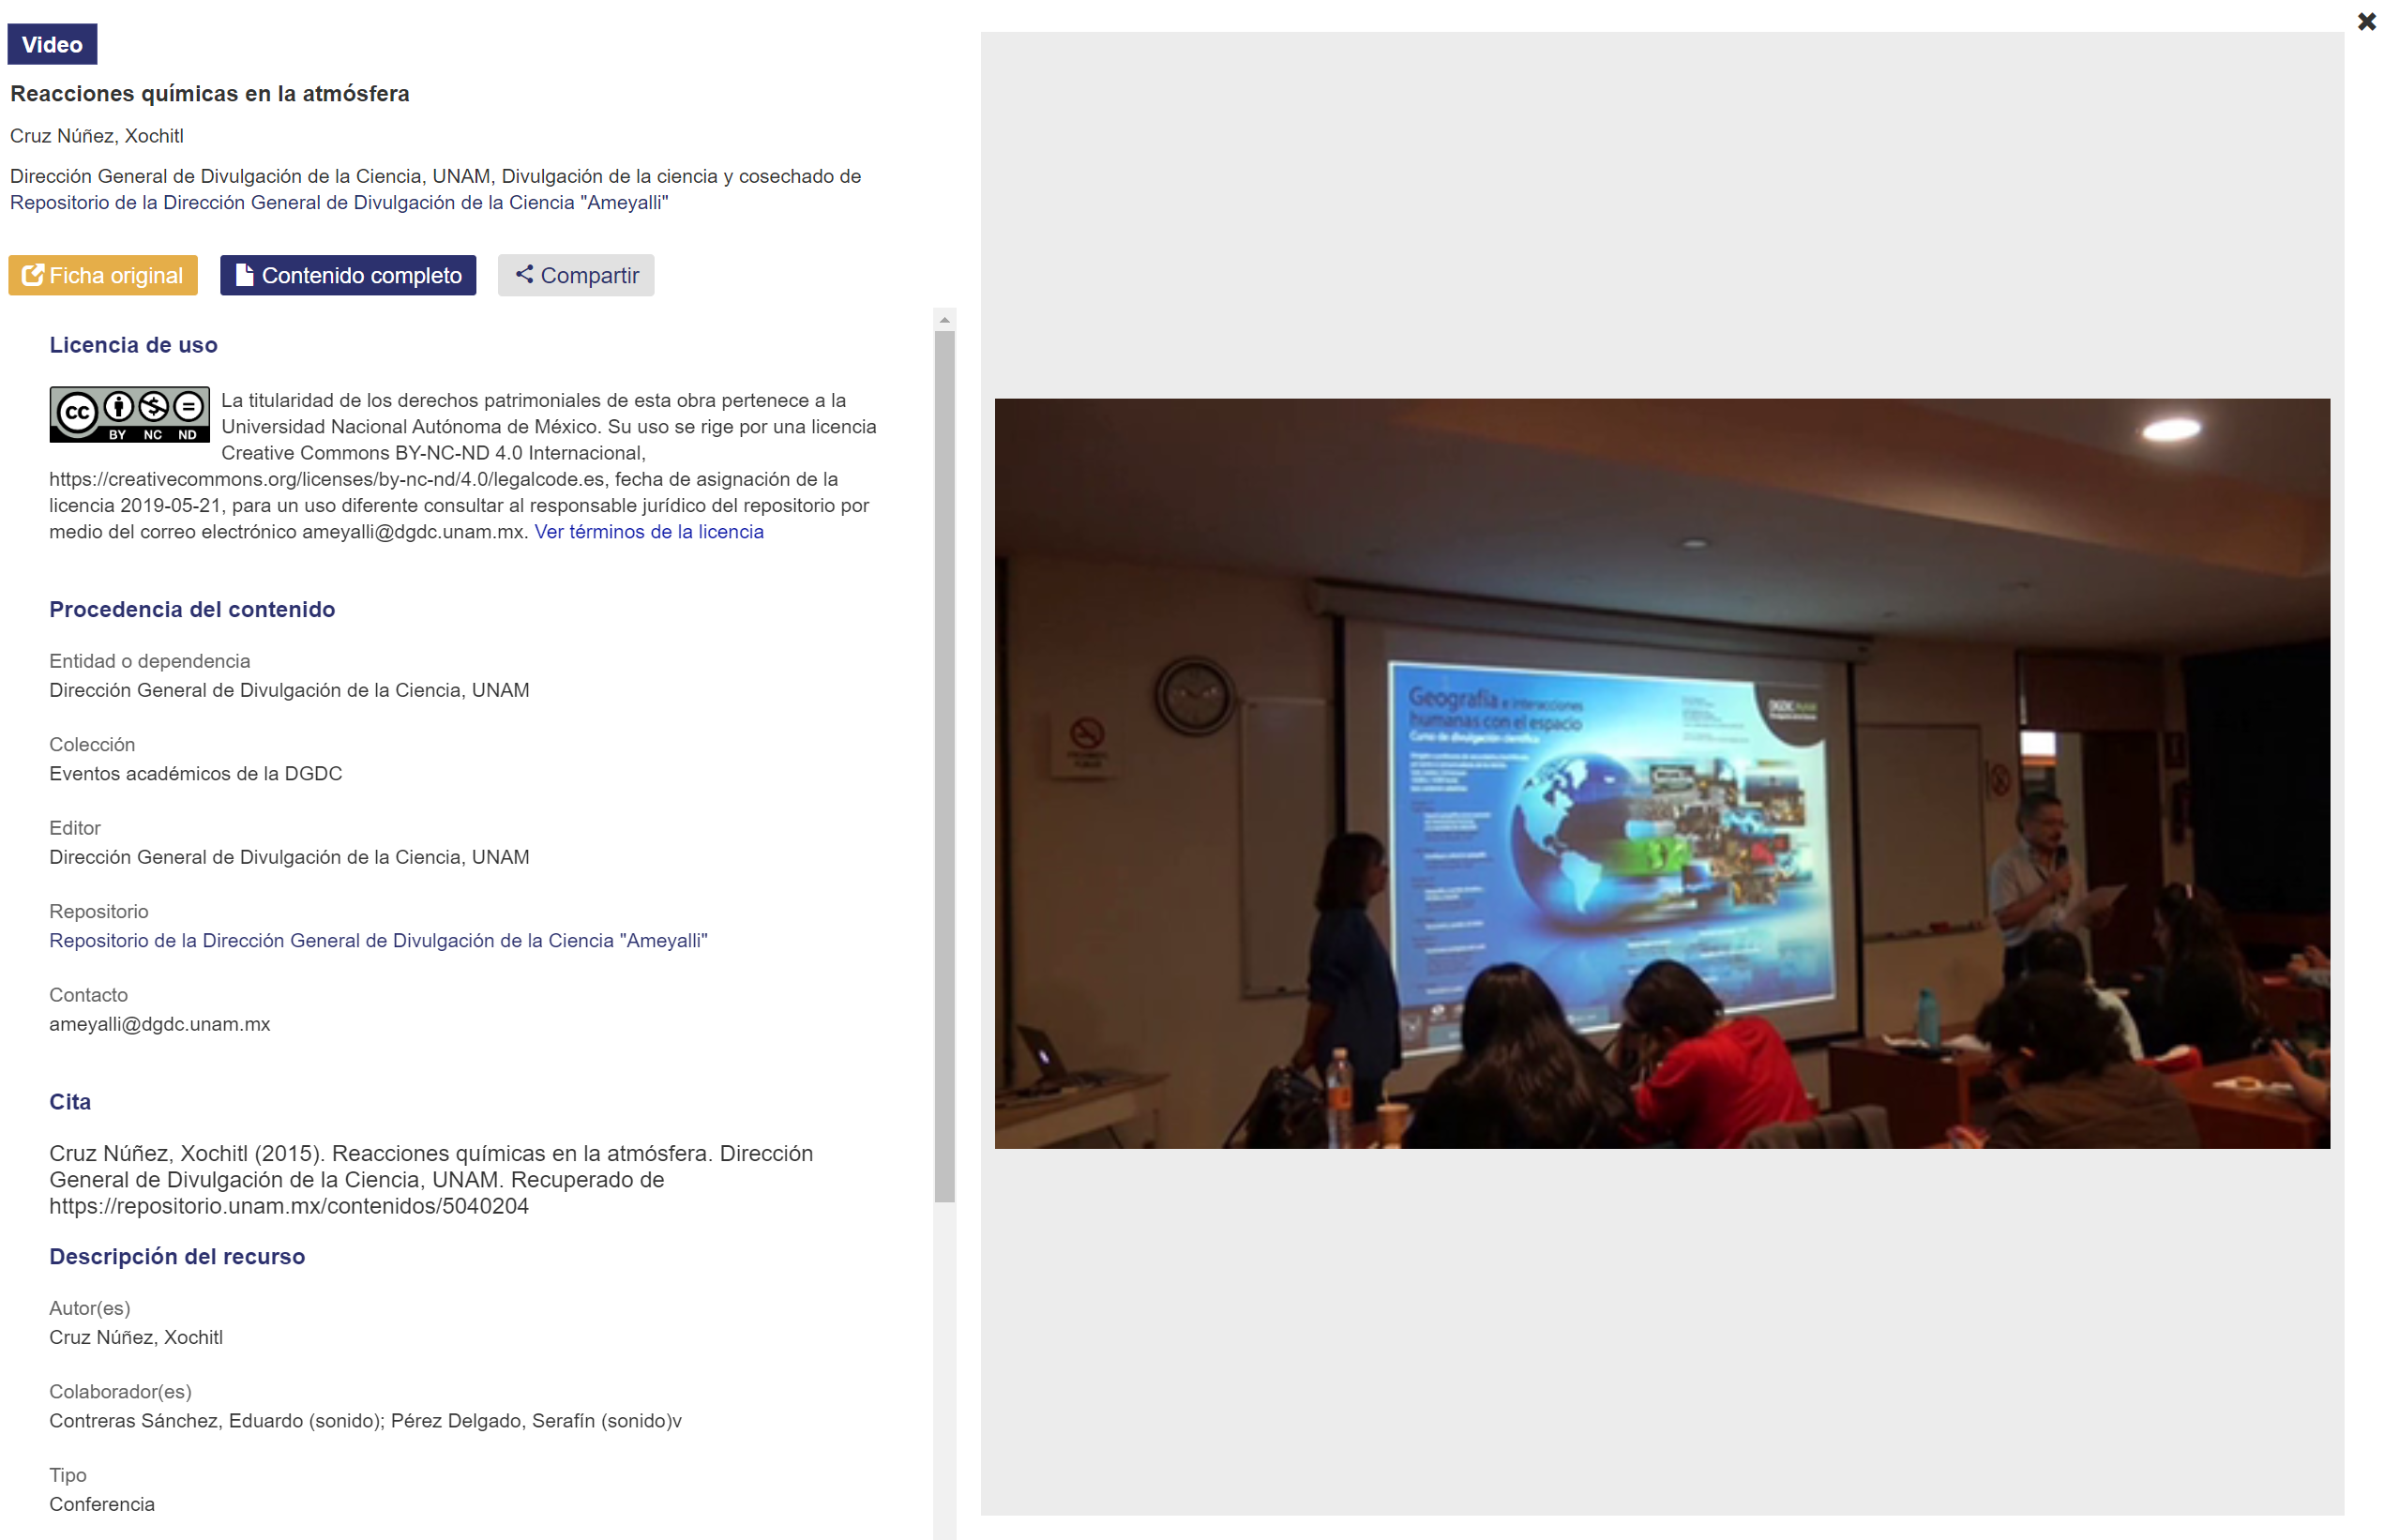 Video
Reacciones químicas en la atmósfera
Cruz Núñez, Xochitl
Dirección General de Divulgación de la Ciencia, UNAM, Divulgación de la ciencia y cosechado de
Repositorio de la Dirección General de Divulgación de la Ciencia "Ameyalli"
Ficha original
Contenido completo
Compartir
Licencia de uso
cc BY NC ND
La titularidad de los derechos patrimoniales de esta obra pertenece a la
Universidad Nacional Autónoma de México. Su uso se rige por una licencia
Creative Commons BY-NC-ND 4.0 Internacional,
https://creativecommons.org/licenses/by-nc-nd/4.0/legalcode.es, fecha de asignación de la
licencia 2019-05-21, para un uso diferente consultar al responsable jurídico del repositorio por
medio del correo electrónico ameyalli@dgdc.unam.mx. Ver términos de la licencia
Procedencia del contenido
Entidad o dependencia
Dirección General de Divulgación de la Ciencia, UNAM
Colección
Eventos académicos de la DGDC
Editor
Dirección General de Divulgación de la Ciencia, UNAM
Repositorio
Repositorio de la Dirección General de Divulgación de la Ciencia "Ameyalli"
Contacto
ameyalli@dgdc.unam.mx
Cita
Cruz Núñez, Xochitl (2015). Reacciones químicas en la atmósfera. Dirección
General de Divulgación de la Ciencia, UNAM. Recuperado de
https://repositorio.unam.mx/contenidos/5040204
Descripción del recurso
Autor(es)
Cruz Núñez, Xochitl
Colaborador(es)
Contreras Sánchez, Eduardo (sonido); Pérez Delgado, Serafín (sonido)v
Tipo
Conferencia
Geografía e interacciones
humanas con el espacio
Curso de divulgación científica